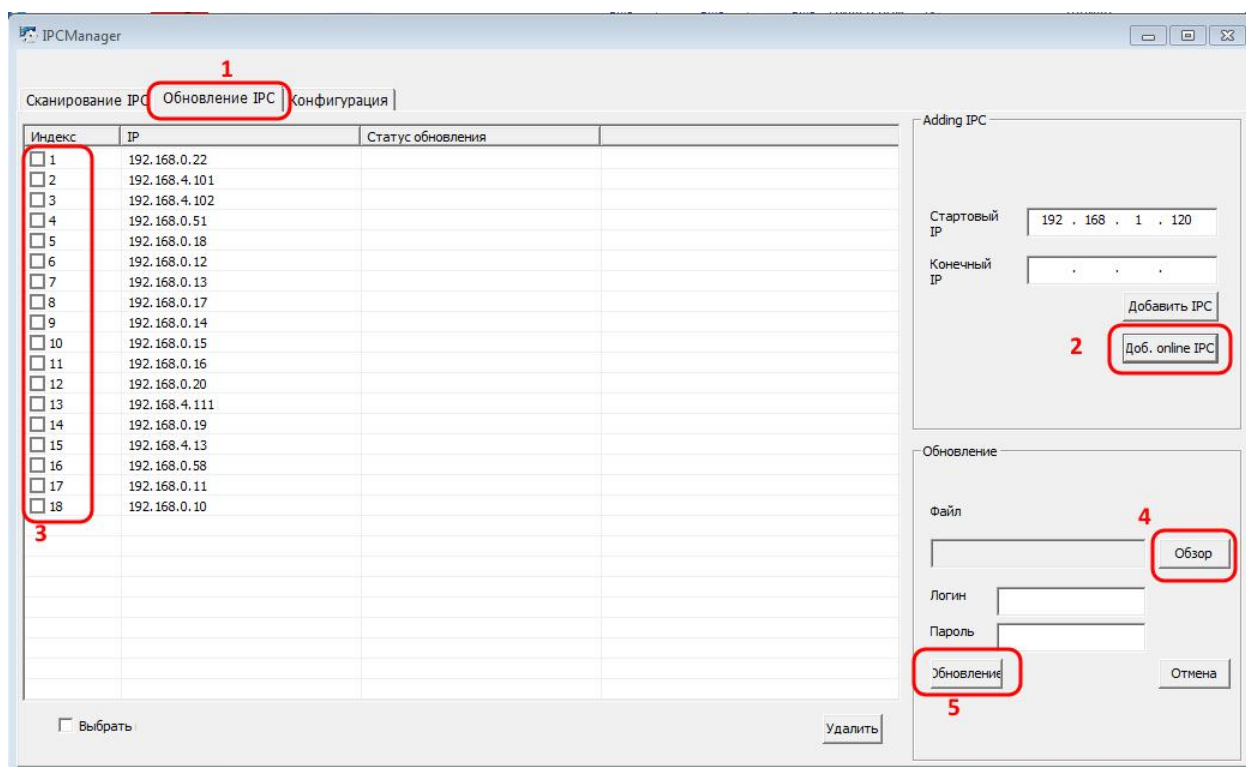 IPCManager
1
Сканирование IPC Обновление IPC Конфигурация
Индекс IP Статус обновления
1 192.168.0.22
2 192.168.4.101
3 192.168.4.102
4 192.168.0.51
5 192.168.0.18
6 192.168.0.12
7 192.168.0.13
8 192.168.0.17
9 192.168.0.14
10 192.168.0.15
11 192.168.0.16
12 192.168.0.20
13 192.168.4.111
14 192.168.0.19
15 192.168.4.13
16 192.168.0.58
17 192.168.0.11
18 192.168.0.10
3
Выбрать
Удалить
Adding IPC
Стартовый
IP
192 . 168 . 1 . 120
Конечный
IP
. . .
Добавить IPC
2
Доб. online IPC
Обновление
Файл
4
Обзор
Логин
Пароль
Обновление
Отмена
5